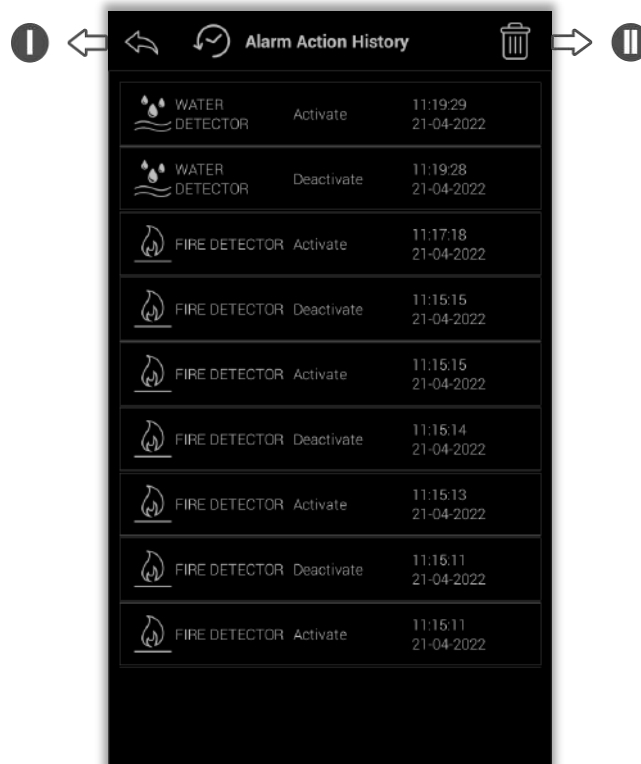 I
Alarm Action History
II
WATER
DETECTOR
Activate
11:19:29
21-04-2022
WATER
DETECTOR
Deactivate
11:19:28
21-04-2022
FIRE DETECTOR Activate
11:17:18
21-04-2022
FIRE DETECTOR Deactivate
11:15:15
21-04-2022
FIRE DETECTOR Activate
11:15:15
21-04-2022
FIRE DETECTOR Deactivate
11:15:14
21-04-2022
FIRE DETECTOR Activate
11:15:13
21-04-2022
FIRE DETECTOR Deactivate
11:15:11
21-04-2022
FIRE DETECTOR Activate
11:15:11
21-04-2022